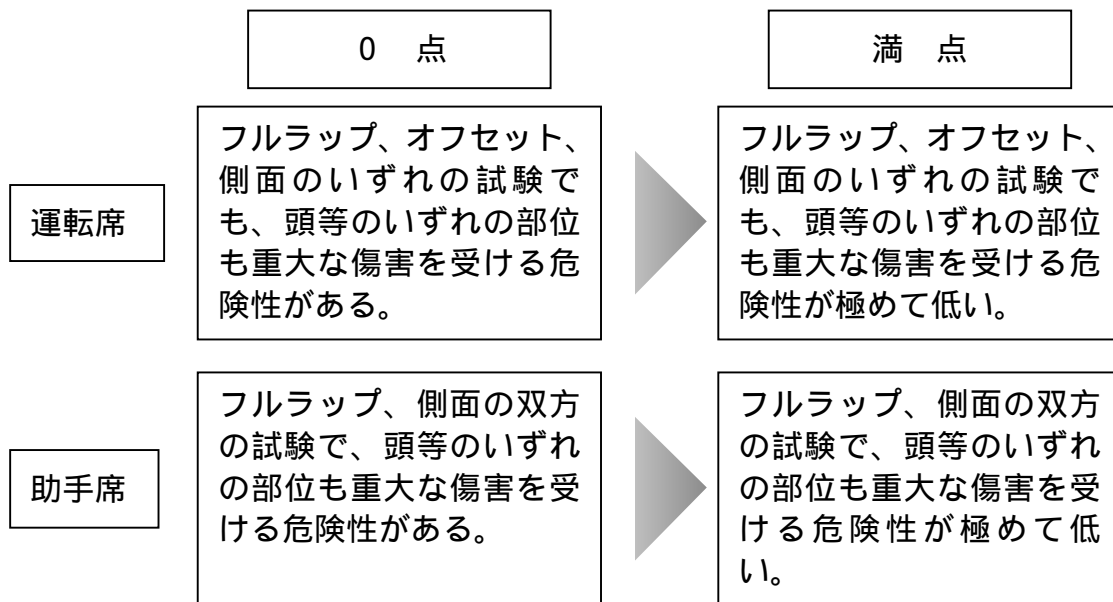 0 点
満 点
運転席
フルラップ、オフセット、
側面のいずれの試験で
も、頭等のいずれの部位
も重大な傷害を受ける危
険性がある。
フルラップ、オフセット、
側面のいずれの試験で
も、頭等のいずれの部位
も重大な傷害を受ける危
険性が極めて低い。
助手席
フルラップ、側面の双方
の試験で、頭等のいずれ
の部位も重大な傷害を受
ける危険性がある。
フルラップ、側面の双方
の試験で、頭等のいずれ
の部位も重大な傷害を受
ける危険性が極めて低
い。